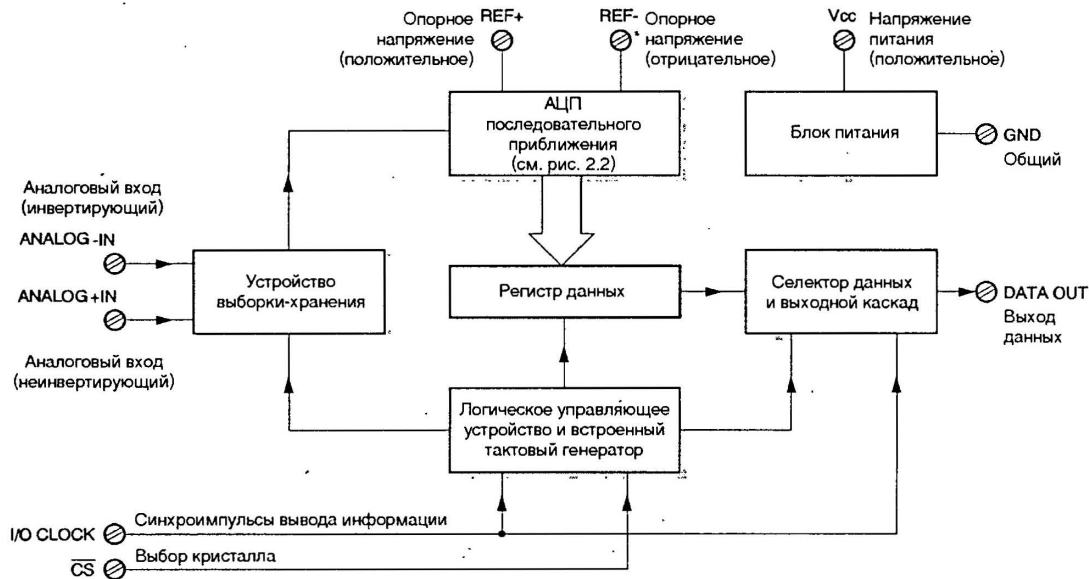 Опорное REF+
напряжение
(положительное)
REF- Опорное
напряжение
(отрицательное)
Vcc Напряжение
питания
(положительное)
АЦП
последовательного
приближения
(см. рис. 2.2)
Блок питания
GND
Общий
Аналоговый вход
(инвертирующий)
ANALOG -IN
ANALOG +IN
Аналоговый вход
(неинвертирующий)
Устройство
выборки-хранения
Регистр данных
Селектор данных
и выходной каскад
DATA OUT
Выход
данных
Логическое управляющее
устройство и встроенный
тактовый генератор
I/O CLOCK Синхроимпульсы вывода информации
C̅S̅ Выбор кристалла